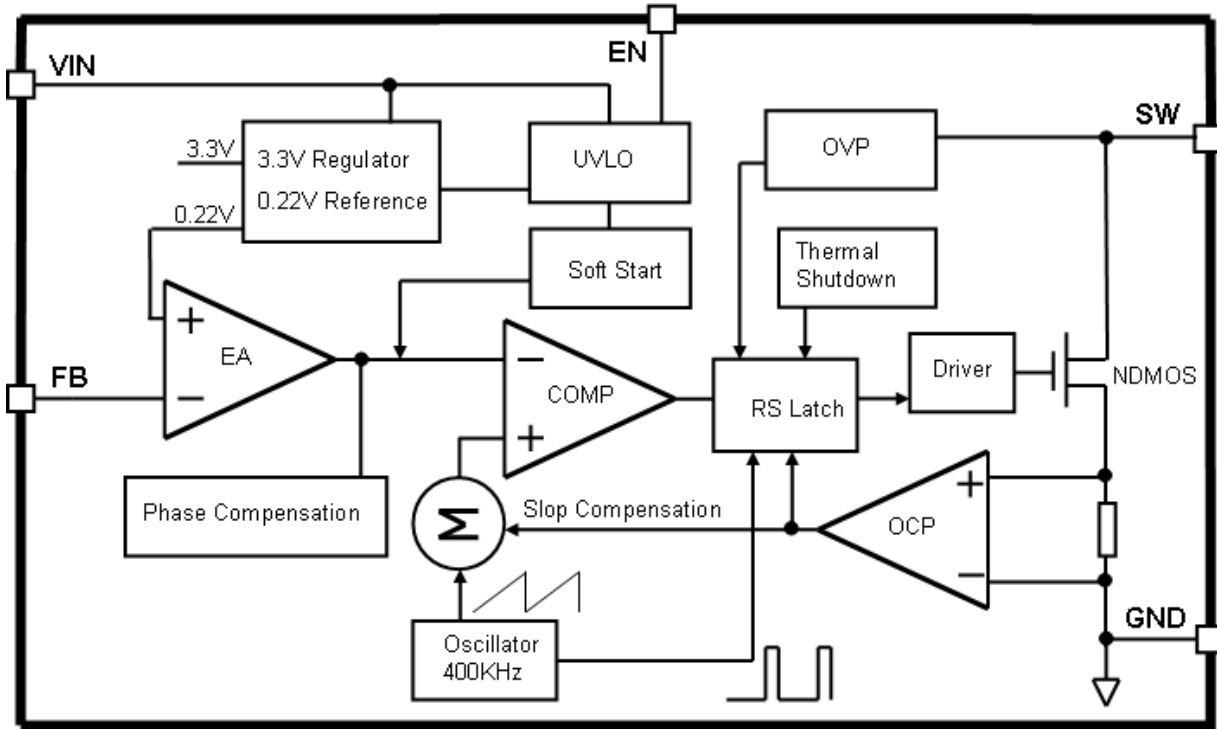 EN
VIN
SW
3.3V
3.3V Regulator
0.22V Reference
UVLO
OVP
0.22V
Soft Start
Thermal
Shutdown
+
EA
−
FB
−
COMP
+
RS Latch
Driver
NDMOS
Phase Compensation
Σ
Slop Compensation
+
OCP
−
Oscillator
400KHz
GND